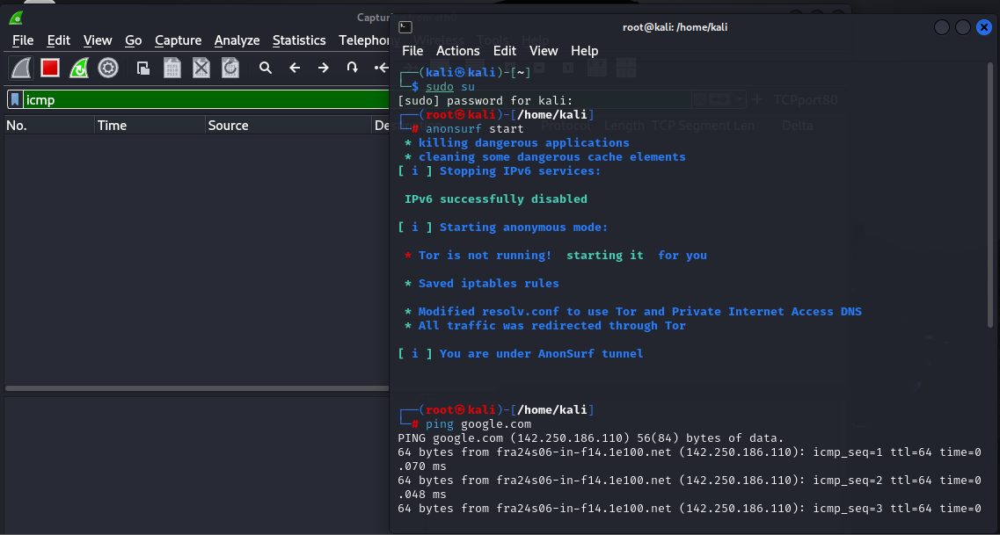 Captur
File Edit View Go Capture Analyze Statistics Telephon Wireless Tools Help
icmp
TCPport80
No. Time Source De Protocol Length TCP Segment Len Delta
root@kali: /home/kali
File Actions Edit View Help
┌──(kali㉿kali)-[~]
└─$ sudo su
[sudo] password for kali:
┌──(root㉿kali)-[/home/kali]
└─# anonsurf start
* killing dangerous applications
* cleaning some dangerous cache elements
[ i ] Stopping IPv6 services:
IPv6 successfully disabled
[ i ] Starting anonymous mode:
* Tor is not running!  starting it  for you
* Saved iptables rules
* Modified resolv.conf to use Tor and Private Internet Access DNS
* All traffic was redirected through Tor
[ i ] You are under AnonSurf tunnel
┌──(root㉿kali)-[/home/kali]
└─# ping google.com
PING google.com (142.250.186.110) 56(84) bytes of data.
64 bytes from fra24s06-in-f14.1e100.net (142.250.186.110): icmp_seq=1 ttl=64 time=0
.070 ms
64 bytes from fra24s06-in-f14.1e100.net (142.250.186.110): icmp_seq=2 ttl=64 time=0
.048 ms
64 bytes from fra24s06-in-f14.1e100.net (142.250.186.110): icmp_seq=3 ttl=64 time=0